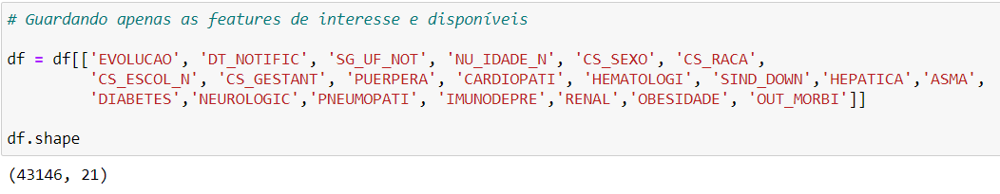 # Guardando apenas as features de interesse e disponíveis
df = df[['EVOLUCAO', 'DT_NOTIFIC', 'SG_UF_NOT', 'NU_IDADE_N', 'CS_SEXO', 'CS_RACA',
'CS_ESCOL_N', 'CS_GESTANT', 'PUERPERA', 'CARDIOPATI', 'HEMATOLOGI', 'SIND_DOWN','HEPATICA','ASMA',
'DIABETES','NEUROLOGIC','PNEUMOPATI', 'IMUNODEPRE','RENAL','OBESIDADE', 'OUT_MORBI']]
df.shape
(43146, 21)